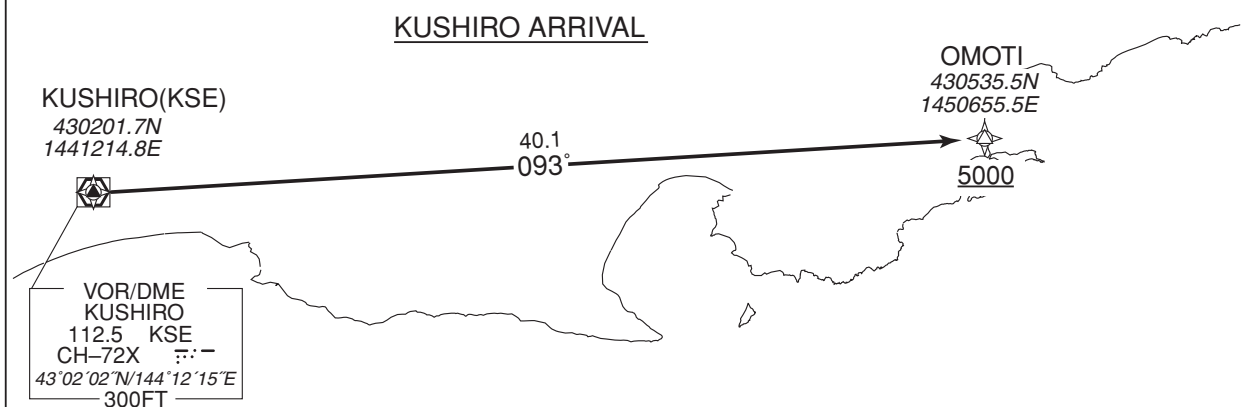 KUSHIRO ARRIVAL
KUSHIRO(KSE)
430201.7N
1441214.8E
40.1
093°
OMOTI
430535.5N
1450655.5E
5000
VOR/DME
KUSHIRO
112.5 KSE
CH–72X
43°02´02˝N/144°12´15˝E
300FT